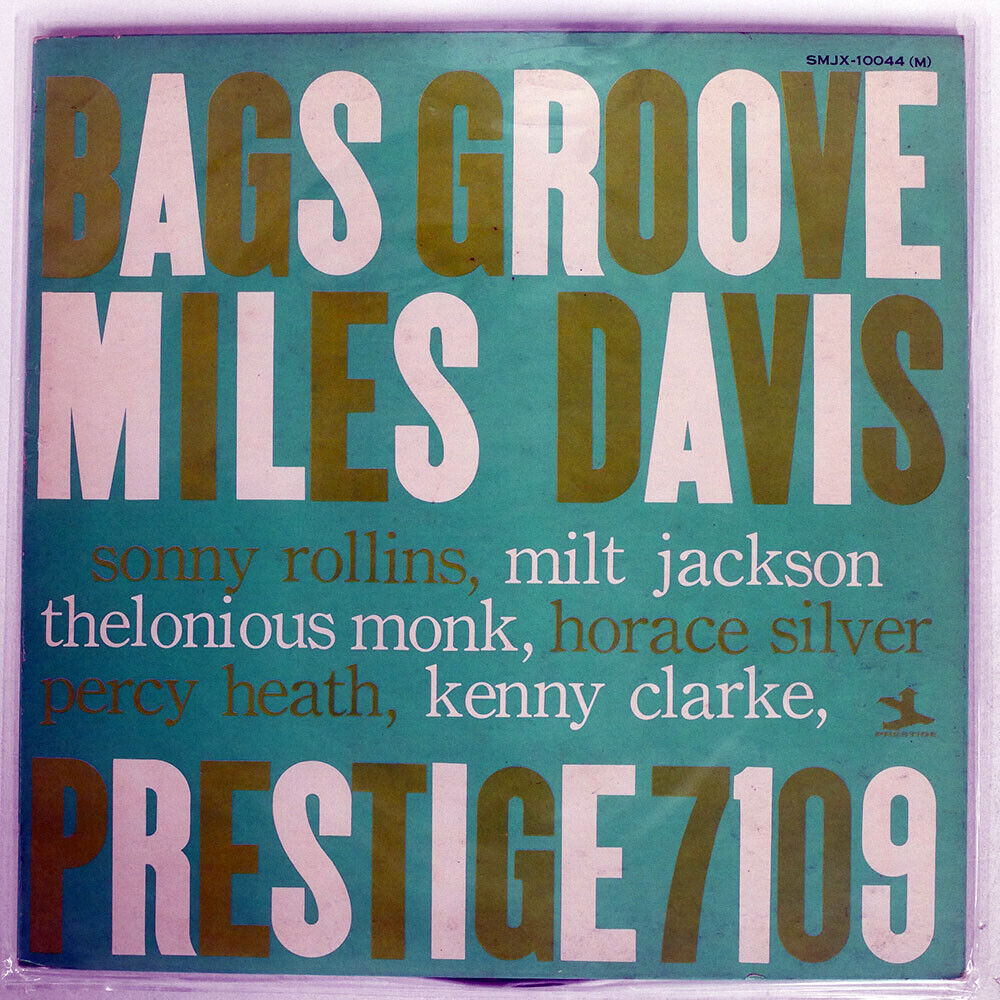 SMJX-10044 (M)
BAGS GROOVE
MILES DAVIS
sonny rollins, milt jackson
thelonious monk, horace silver
percy heath, kenny clarke,
PRESTIGE
PRESTIGE 7109